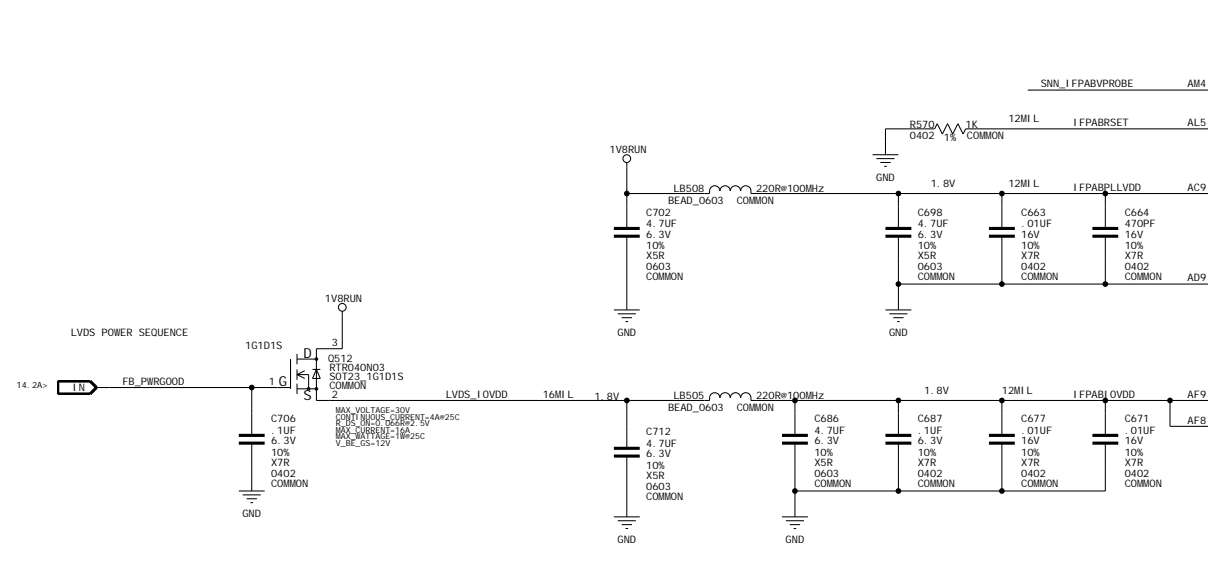 SNN_IFPABVPROBE AM4
R570 1K 12MIL IFPABRSET AL5
0402 1% COMMON
GND
1V8RUN
LB508 220R@100MHz 1.8V 12MIL IFPABPLLVDD AC9
BEAD_0603 COMMON
C702
4.7UF
6.3V
10%
X5R
0603
COMMON
GND
C698
4.7UF
6.3V
10%
X5R
0603
COMMON
GND
C663
.01UF
16V
10%
X7R
0402
COMMON
C664
470PF
16V
10%
X7R
0402
COMMON
AD9
LVDS POWER SEQUENCE
1V8RUN
1G1D1S
3
D
1 G
S
2
Q512
RTR040N03
SOT23_1G1D1S
COMMON
14.2A> IN FB_PWRGOOD
MAX_VOLTAGE=30V
CONTINUOUS_CURRENT=4A@25C
R_DS_ON=0.066R@2.5V
MAX_CURRENT=16A
MAX_WATTAGE=1W@25C
V_BE_GS=12V
C706
.1UF
6.3V
10%
X7R
0402
COMMON
GND
LVDS_IOVDD 16MIL 1.8V LB505 220R@100MHz 1.8V 12MIL IFPABIOVDD AF9
BEAD_0603 COMMON
AF8
C712
4.7UF
6.3V
10%
X5R
0603
COMMON
GND
C686
4.7UF
6.3V
10%
X5R
0603
COMMON
GND
C687
.1UF
6.3V
10%
X7R
0402
COMMON
C677
.01UF
16V
10%
X7R
0402
COMMON
C671
.01UF
16V
10%
X7R
0402
COMMON